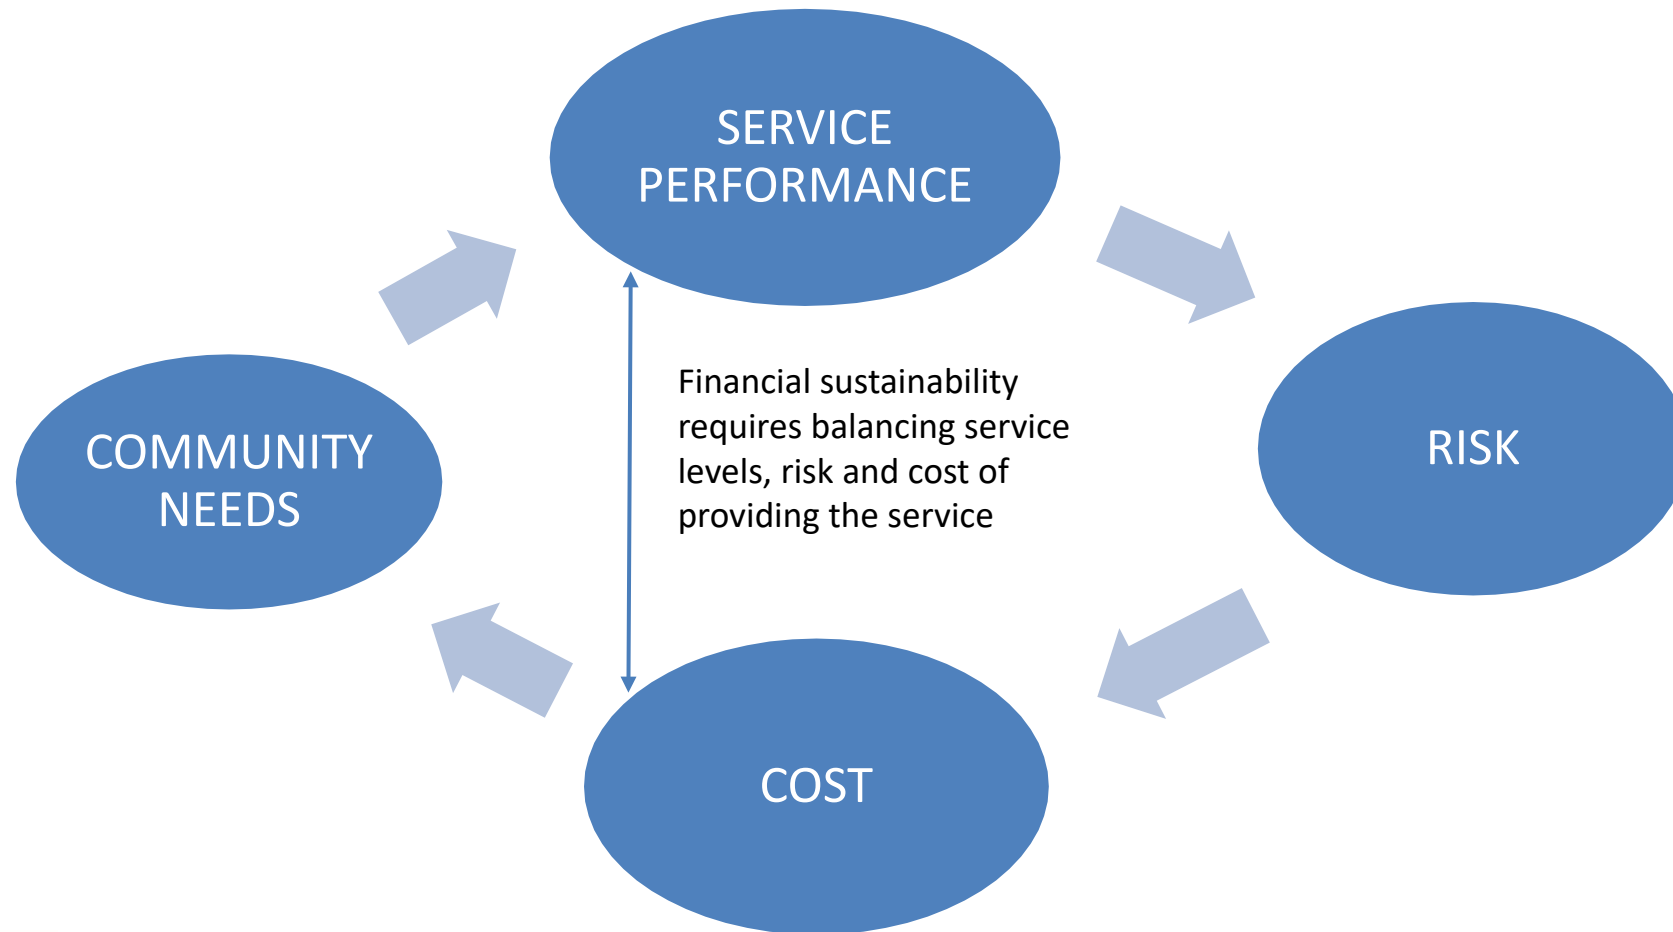 SERVICE
PERFORMANCE
COMMUNITY
NEEDS
Financial sustainability
requires balancing service
levels, risk and cost of
providing the service
RISK
COST